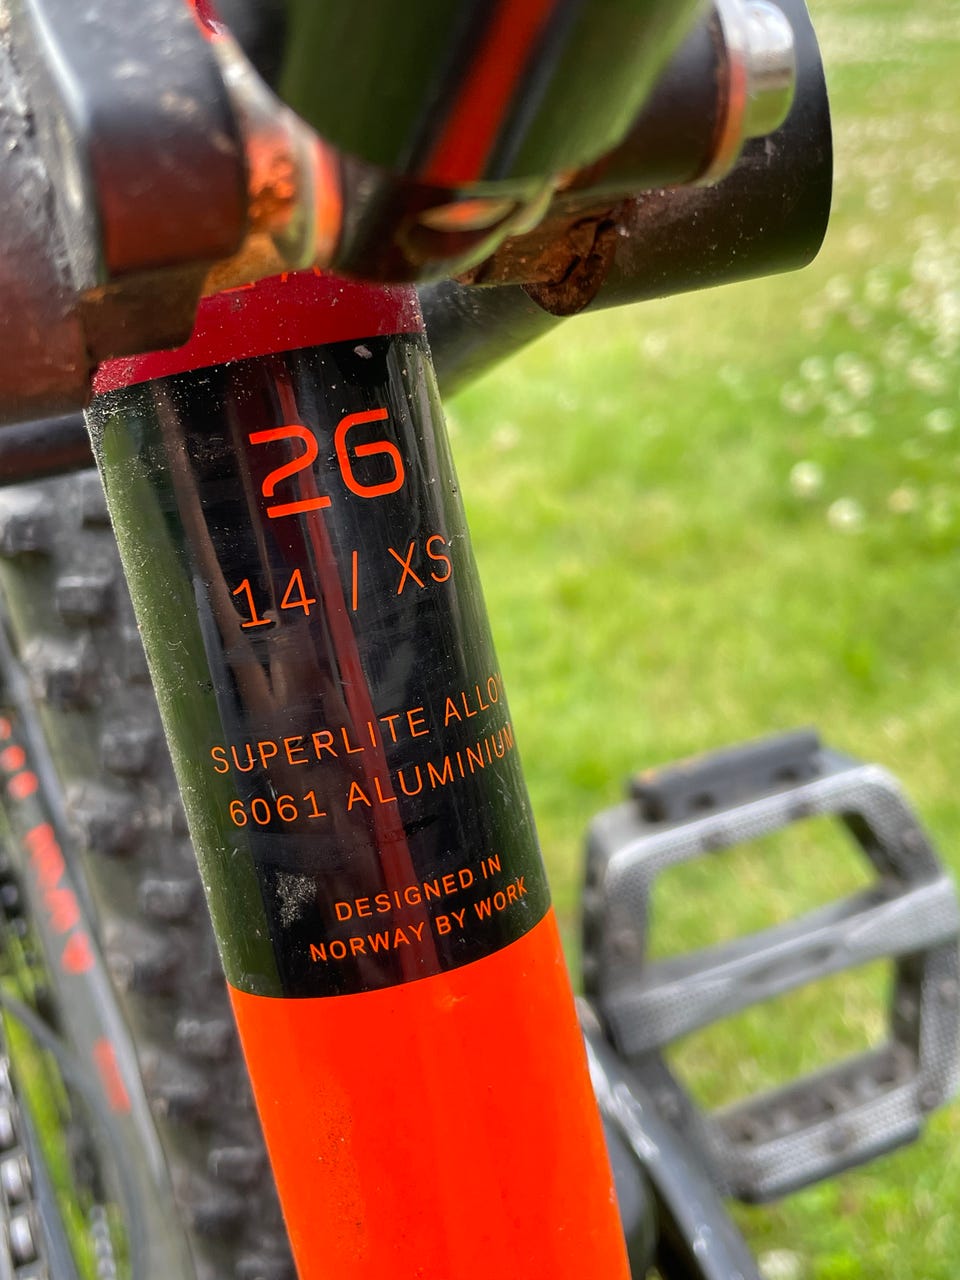 26
14 / XS
SUPERLITE ALLOY
6061 ALUMINIUM
DESIGNED IN
NORWAY BY WORK